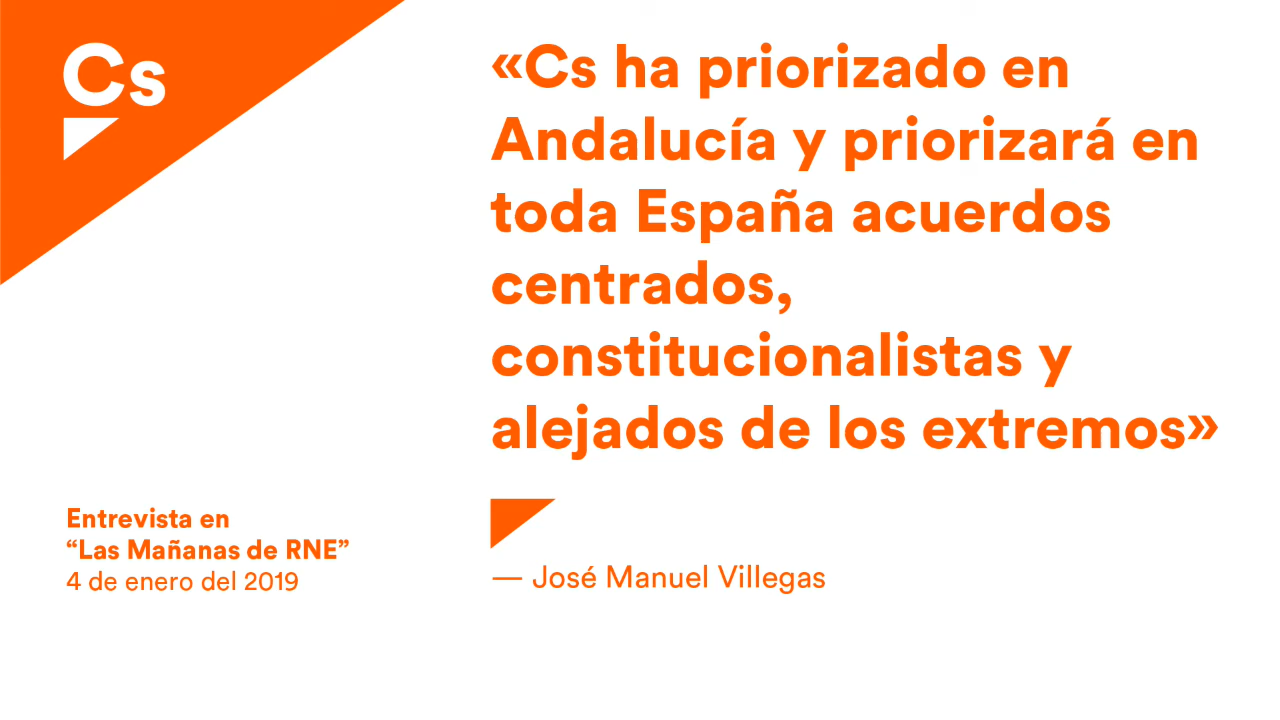 Cs
«Cs ha priorizado en
Andalucía y priorizará en
toda España acuerdos
centrados,
constitucionalistas y
alejados de los extremos»
— José Manuel Villegas
Entrevista en
“Las Mañanas de RNE”
4 de enero del 2019